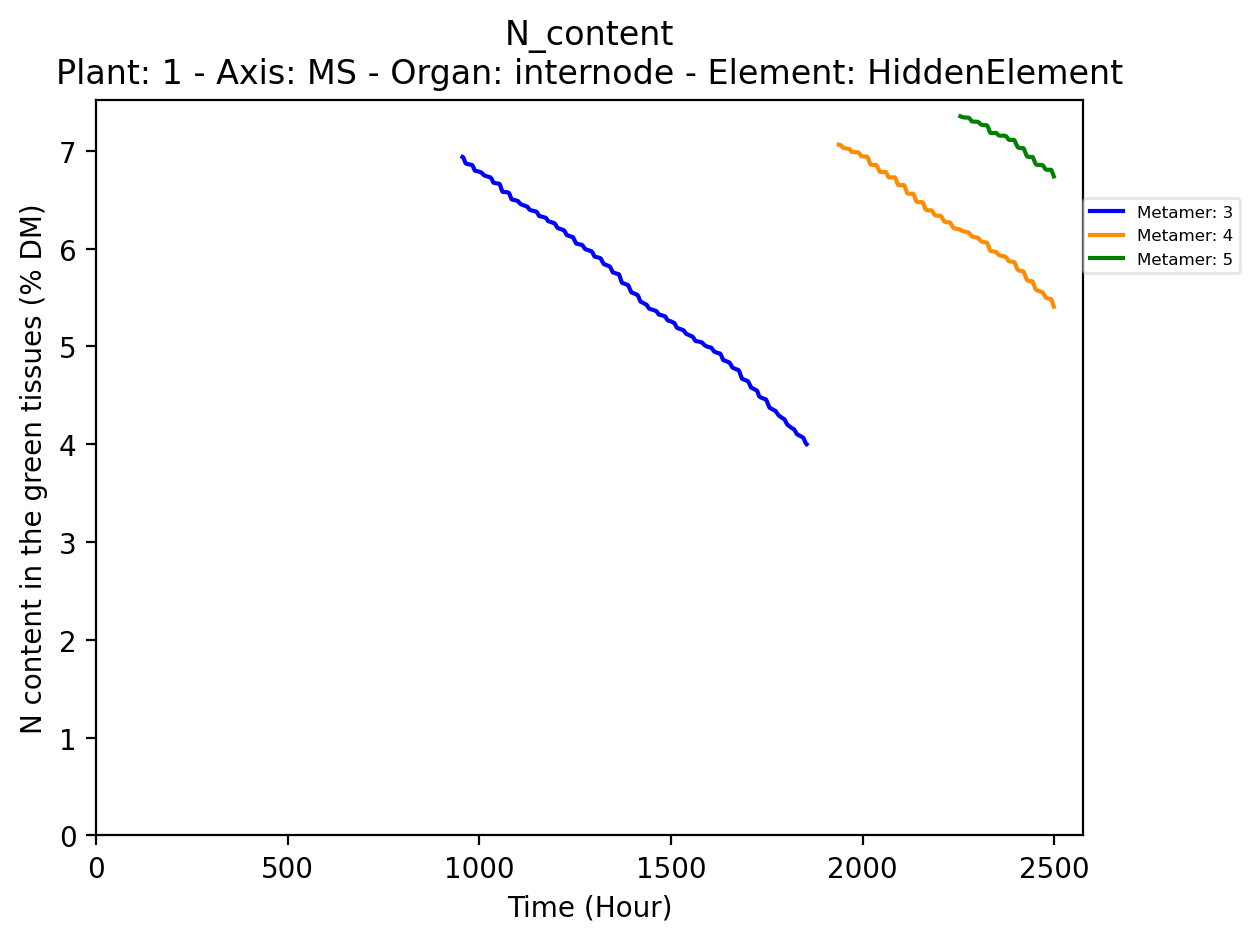 N_content
Plant: 1 - Axis: MS - Organ: internode - Element: HiddenElement
N content in the green tissues (% DM)
7
6
5
4
3
2
1
0
0 500 1000 1500 2000 2500
Time (Hour)
Metamer: 3
Metamer: 4
Metamer: 5